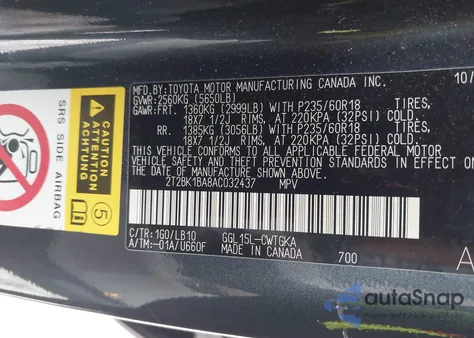 SRS SIDE AIRBAG
CAUTION
ATTENTION
5
MFD.BY:TOYOTA MOTOR MANUFACTURING CANADA INC. 10/
GVWR:2560KG (5650LB)
GAWR:FRT. 1360KG (2999LB) WITH P235/60R18 TIRES,
18X7 1/2J RIMS, AT 220KPA (32PSI) COLD
RR. 1385KG (3056LB) WITH P235/60R18 TIRES,
18X7 1/2J RIMS, AT 220KPA (32PSI) COLD
THIS VEHICLE CONFORMS TO ALL APPLICABLE FEDERAL MOTOR
VEHICLE SAFETY AND THEFT PREVENTION STANDARDS IN EFFECT ON
THE DATE OF MANUFACTURE SHOWN ABOVE.
2T2BK1BA8AC032437 MPV
C/TR:1G0/LB10 GGL15L-CWTGKA
A/TM:-01A/U660F MADE IN CANADA 700 A
autoSnap